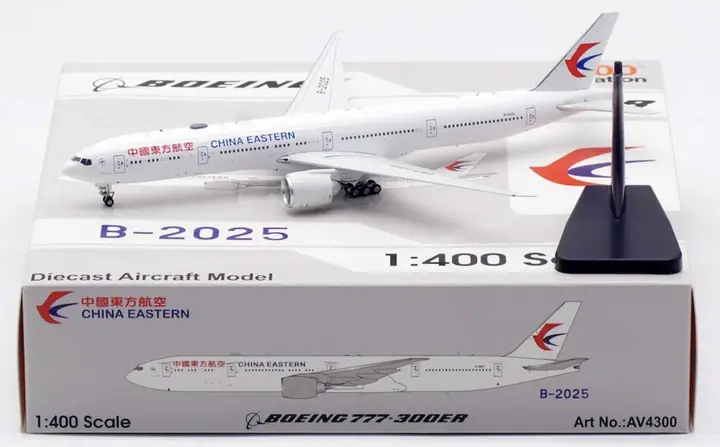 BOEING
B-2025
中國東方航空 CHINA EASTERN
B-2025
1:400 Sc
Diecast Aircraft Model
中國東方航空
CHINA EASTERN
中國東方航空 CHINA EASTERN
B-2025
1:400 Scale
BOEING 777-300ER
Art No.:AV4300